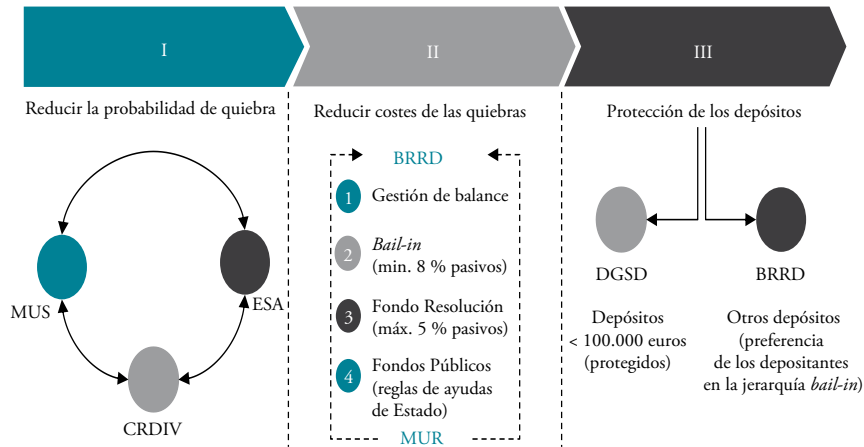 I
II
III
Reducir la probabilidad de quiebra
Reducir costes de las quiebras
Protección de los depósitos
MUS
ESA
CRDIV
BRRD
1 Gestión de balance
2 Bail-in
(min. 8 % pasivos)
3 Fondo Resolución
(máx. 5 % pasivos)
4 Fondos Públicos
(reglas de ayudas
de Estado)
MUR
DGSD
Depósitos
< 100.000 euros
(protegidos)
BRRD
Otros depósitos
(preferencia
de los depositantes
en la jerarquía bail-in)